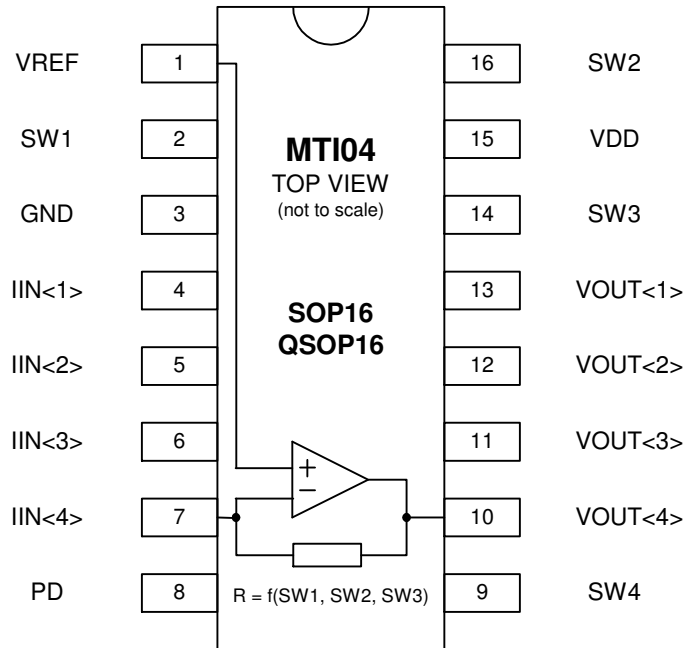 VREF 1 16 SW2
SW1 2 MTI04 15 VDD
TOP VIEW
GND 3 (not to scale) 14 SW3
IIN<1> 4 13 VOUT<1>
SOP16
QSOP16
IIN<2> 5 12 VOUT<2>
IIN<3> 6 11 VOUT<3>
+
−
IIN<4> 7 10 VOUT<4>
PD 8 R = f(SW1, SW2, SW3) 9 SW4